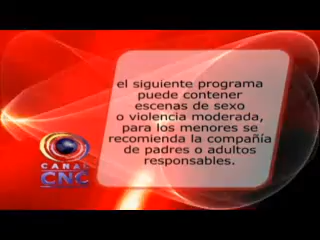 el siguiente programa
puede contener
escenas de sexo
o violencia moderada,
para los menores se
recomienda la compañía
de padres o adultos
responsables.
CANAL
CNC